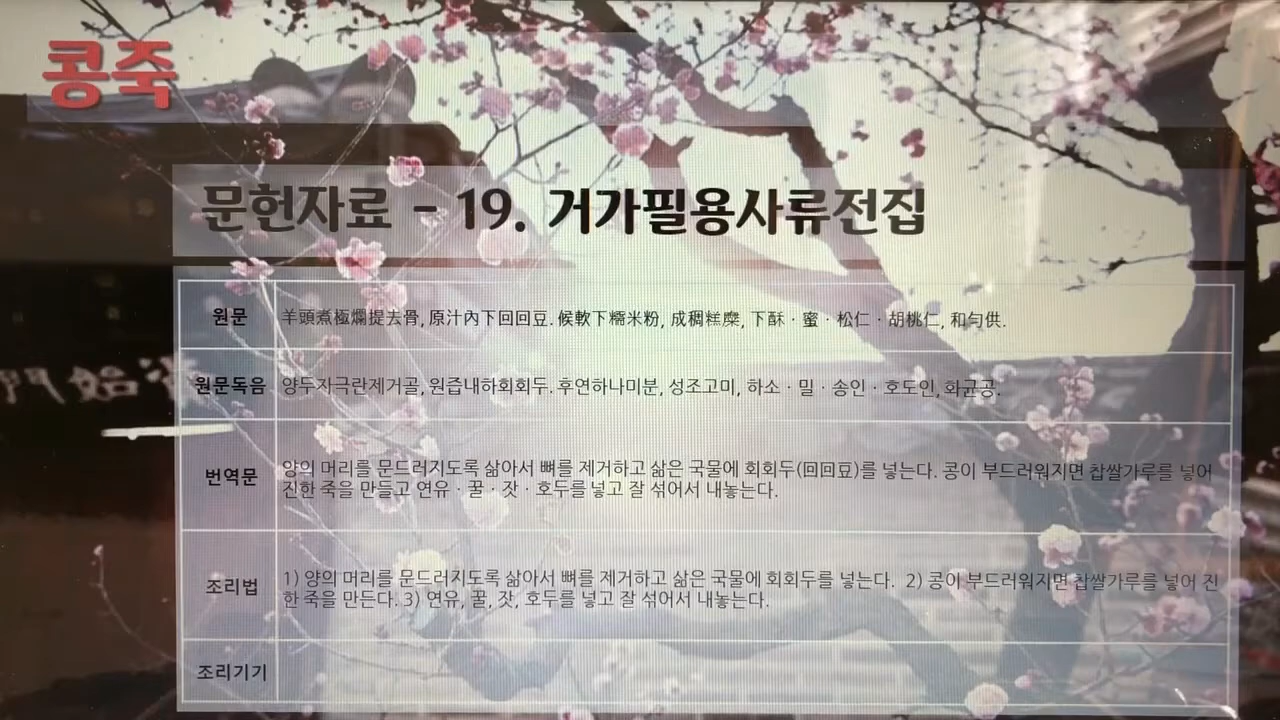 콩죽
문헌자료 - 19. 거가필용사류전집
원문
羊頭煮極爛提去骨, 原汁內下回回豆. 候軟下糯米粉, 成稠糕糜, 下酥 · 蜜 · 松仁 · 胡桃仁, 和勻供.
원문독음
양두자극란제거골, 원즙내하회회두. 후연하나미분, 성조고미, 하소 · 밀 · 송인 · 호도인, 화균공.
번역문
양의 머리를 문드러지도록 삶아서 뼈를 제거하고 삶은 국물에 회회두(回回豆)를 넣는다. 콩이 부드러워지면 찹쌀가루를 넣어
진한 죽을 만들고 연유 · 꿀 · 잣 · 호두를 넣고 잘 섞어서 내놓는다.
조리법
1) 양의 머리를 문드러지도록 삶아서 뼈를 제거하고 삶은 국물에 회회두를 넣는다. 2) 콩이 부드러워지면 찹쌀가루를 넣어 진
한 죽을 만든다. 3) 연유, 꿀, 잣, 호두를 넣고 잘 섞어서 내놓는다.
조리기기